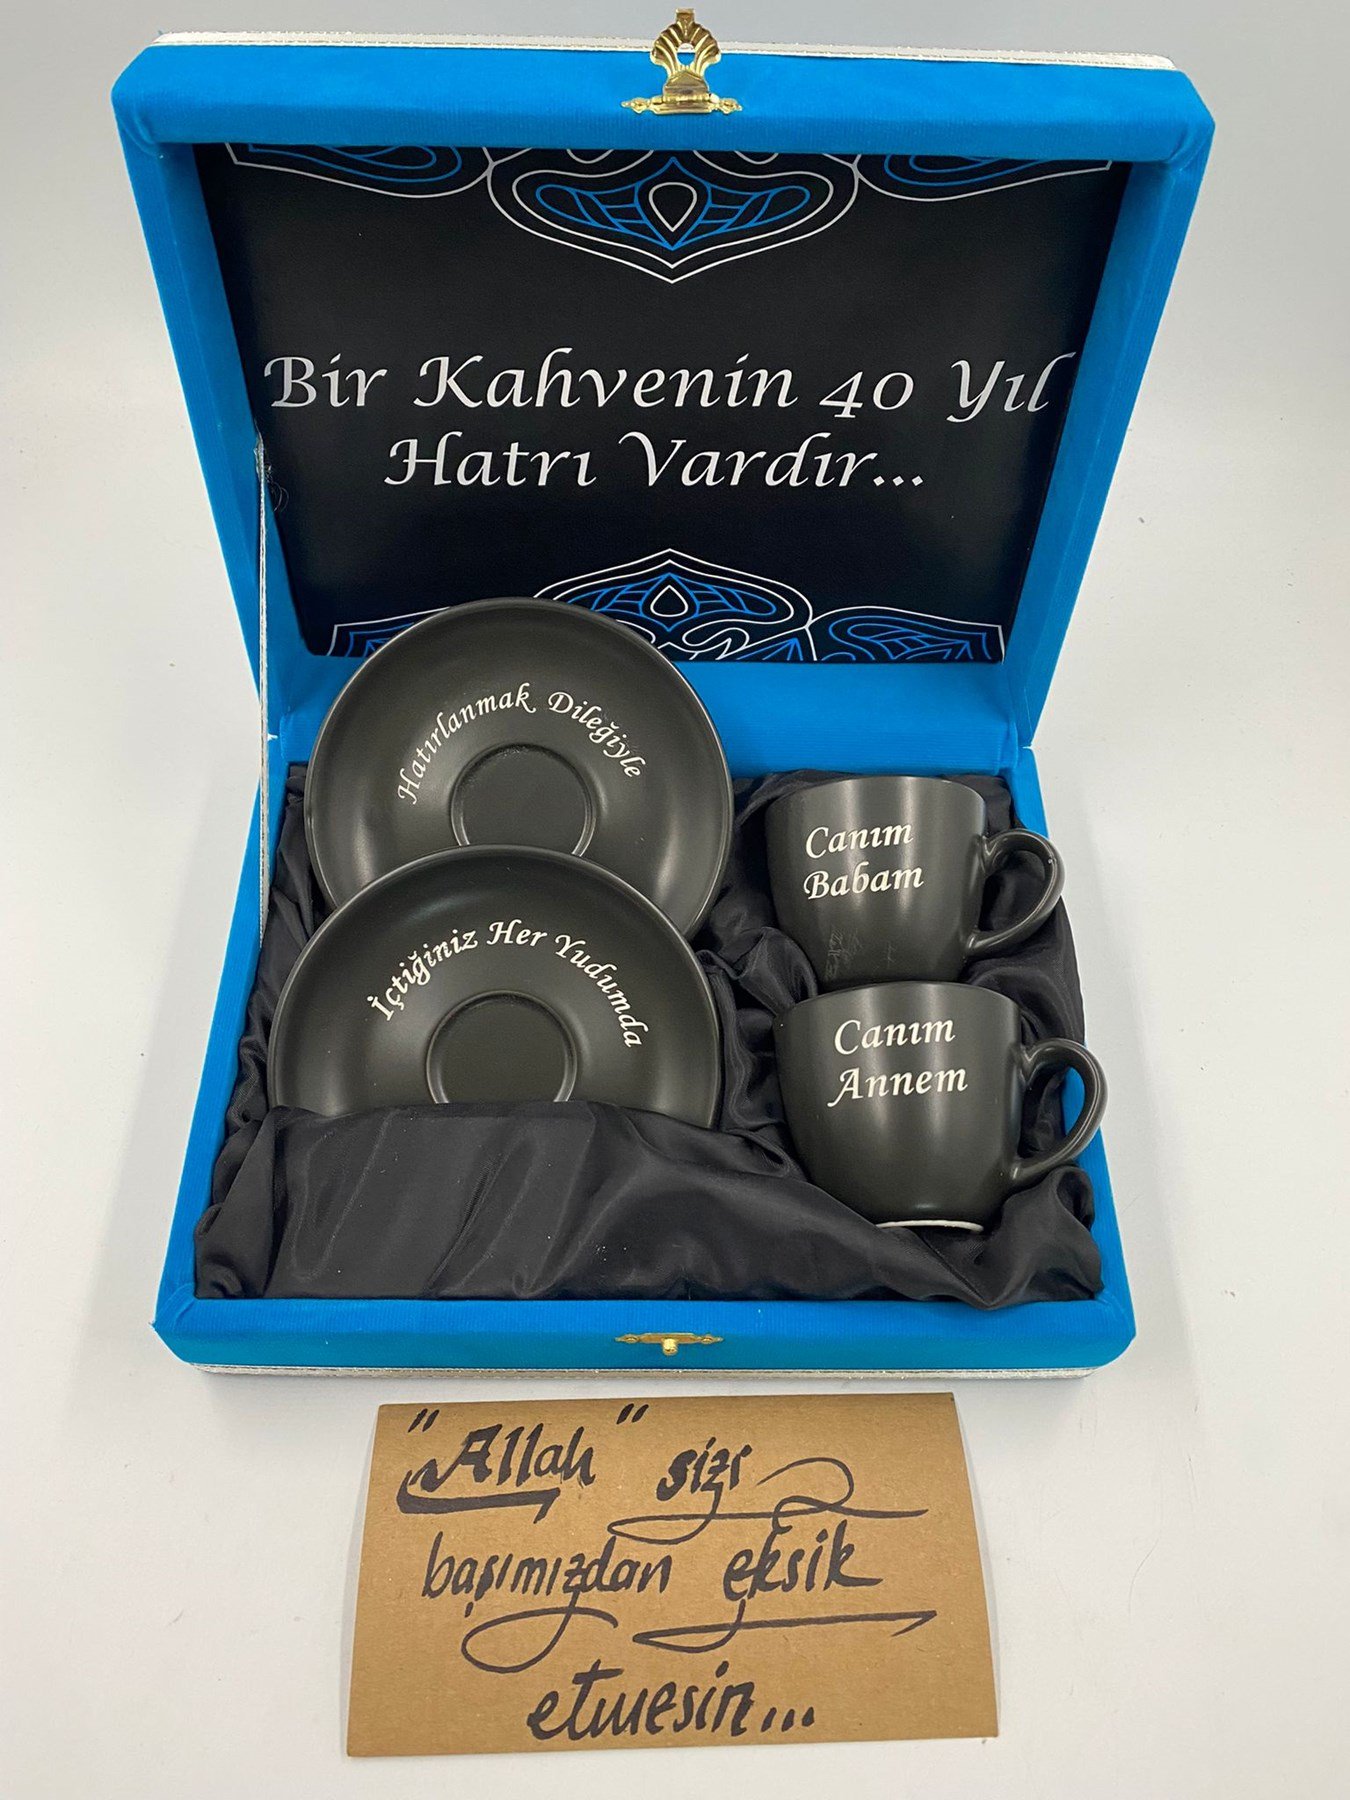 Bir Kahvenin 40 Yıl
Hatrı Vardır...
Hatırlanmak Dileğiyle
İçtiğiniz Her Yudumda
Canım
Babam
Canım
Annem
"Allah" sizi
başımızdan eksik
etmesin...